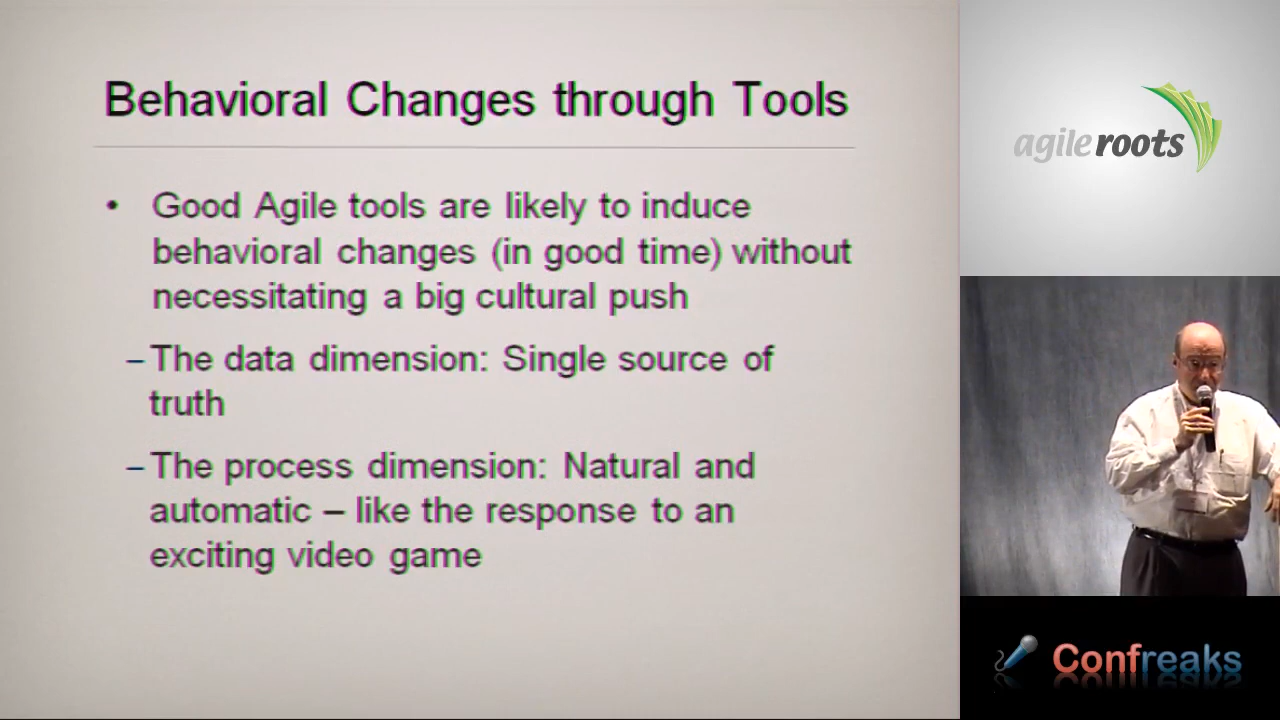 Behavioral Changes through Tools
• Good Agile tools are likely to induce
behavioral changes (in good time) without
necessitating a big cultural push
– The data dimension: Single source of
truth
– The process dimension: Natural and
automatic – like the response to an
exciting video game
agile roots
Confreaks